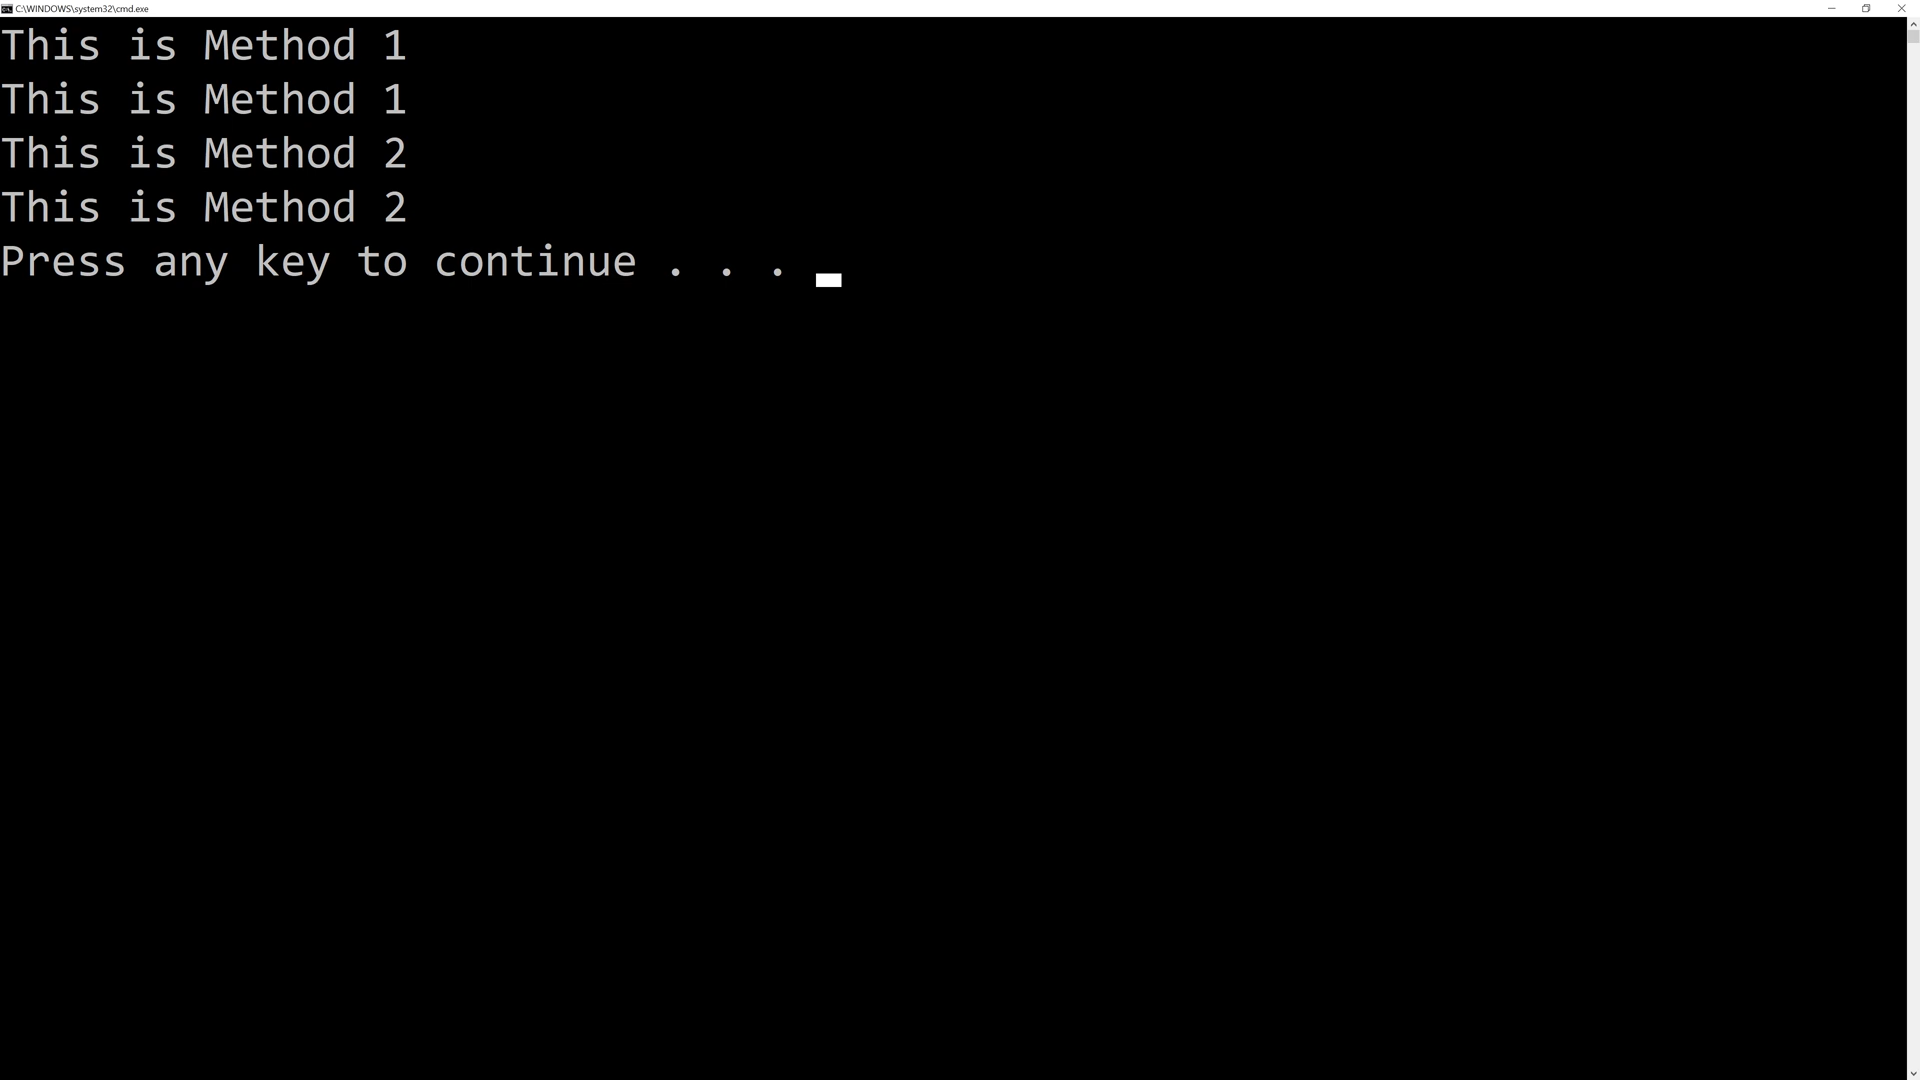 C:\WINDOWS\system32\cmd.exe
This is Method 1
This is Method 1
This is Method 2
This is Method 2
Press any key to continue . . .